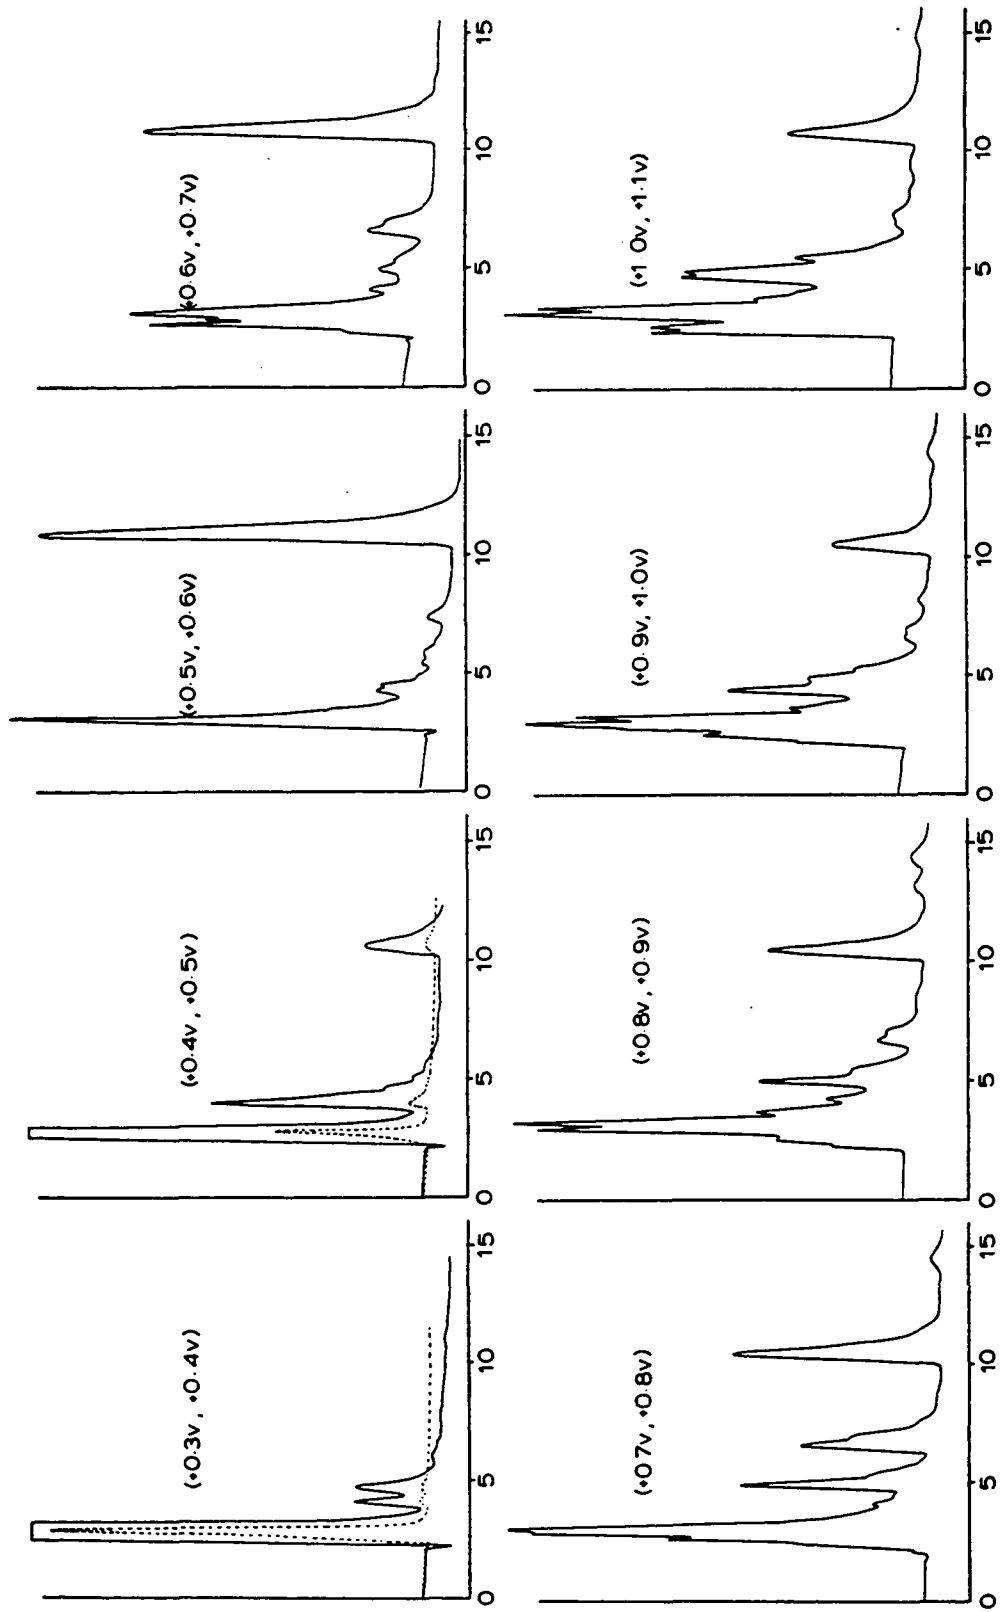 (+0·3v, +0·4v)
0 5 10 15
(+0·4v, +0·5v)
0 5 10 15
(+0·5v, +0·6v)
0 5 10 15
(+0·6v, +0·7v)
0 5 10 15
(+0·7v, +0·8v)
0 5 10 15
(+0·8v, +0·9v)
0 5 10 15
(+0·9v, +1·0v)
0 5 10 15
(+1·0v, +1·1v)
0 5 10 15